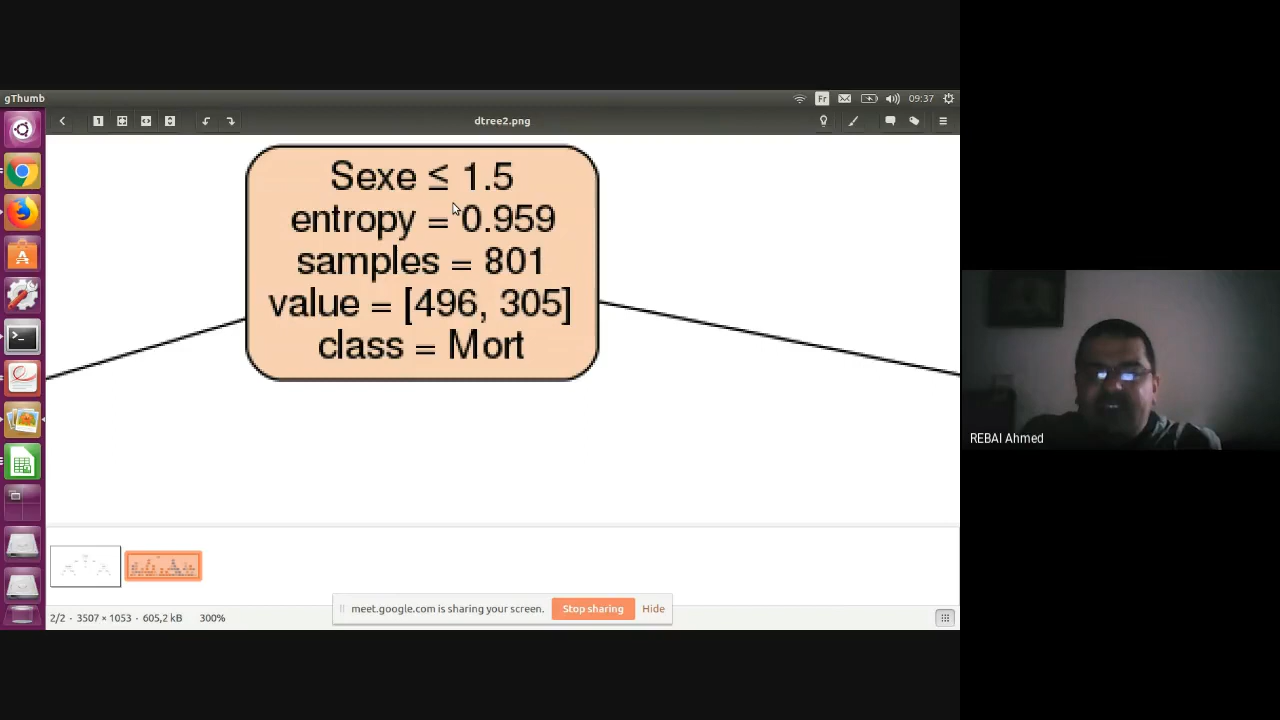 gThumb
Fr
09:37
dtree2.png
Sexe ≤ 1.5
entropy = 0.959
samples = 801
value = [496, 305]
class = Mort
REBAI Ahmed
meet.google.com is sharing your screen.
Stop sharing
Hide
2/2 · 3507 × 1053 · 605,2 kB
300%